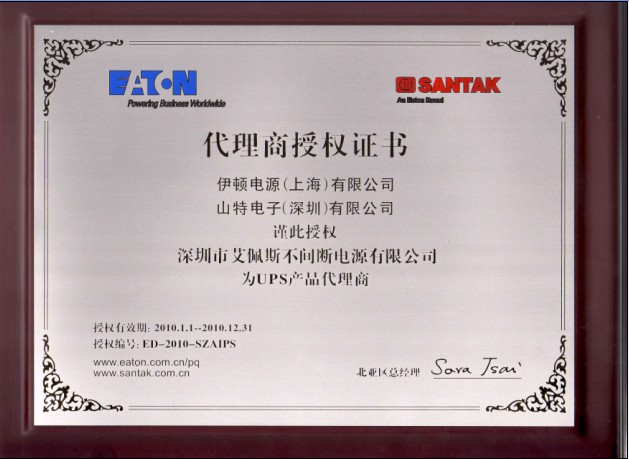 EATON
Powering Business Worldwide
SANTAK
An Eaton Brand
代理商授权证书
伊顿电源(上海)有限公司
山特电子(深圳)有限公司
谨此授权
深圳市艾佩斯不间断电源有限公司
为UPS产品代理商
授权有效期: 2010.1.1--2010.12.31
授权编号: ED-2010-SZAIPS
www.eaton.com.cn/pq
www.santak.com.cn
北亚区总经理 Sara Tsai